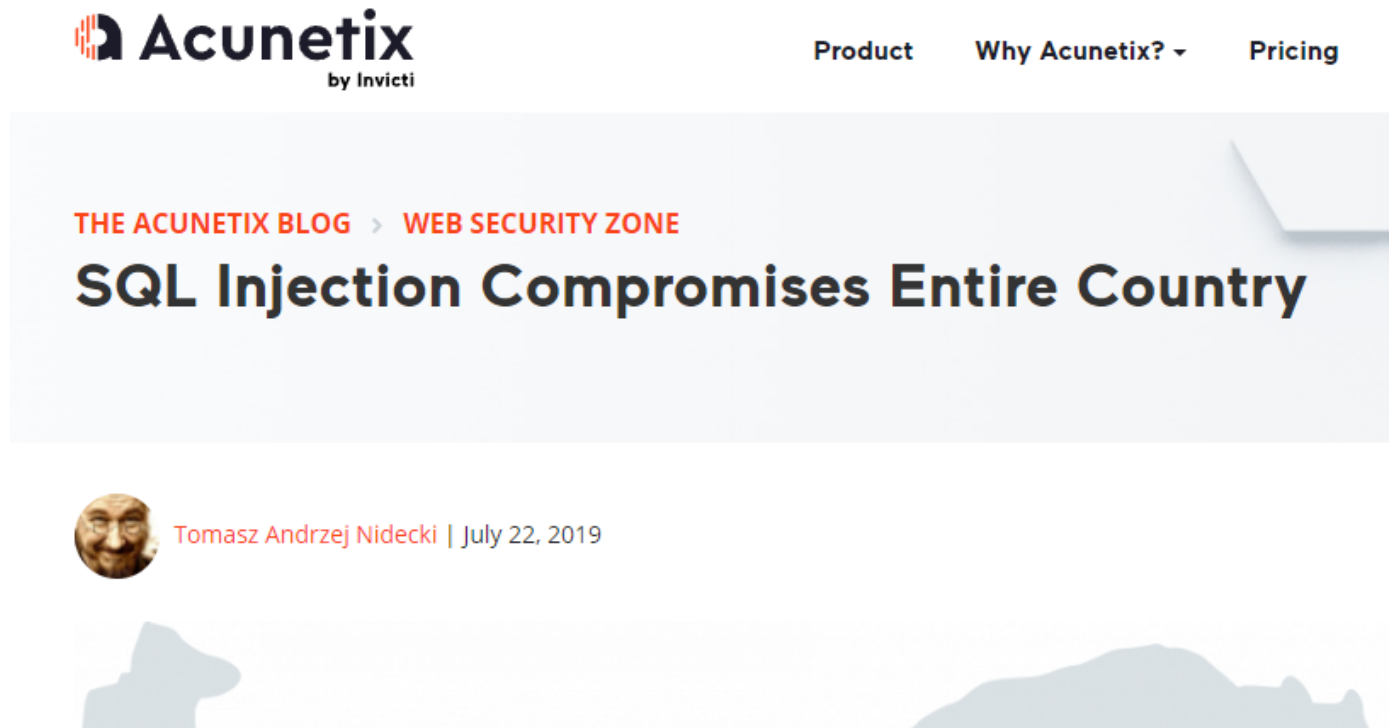 Acunetix
by Invicti
Product Why Acunetix? Pricing
THE ACUNETIX BLOG > WEB SECURITY ZONE
SQL Injection Compromises Entire Country
Tomasz Andrzej Nidecki | July 22, 2019